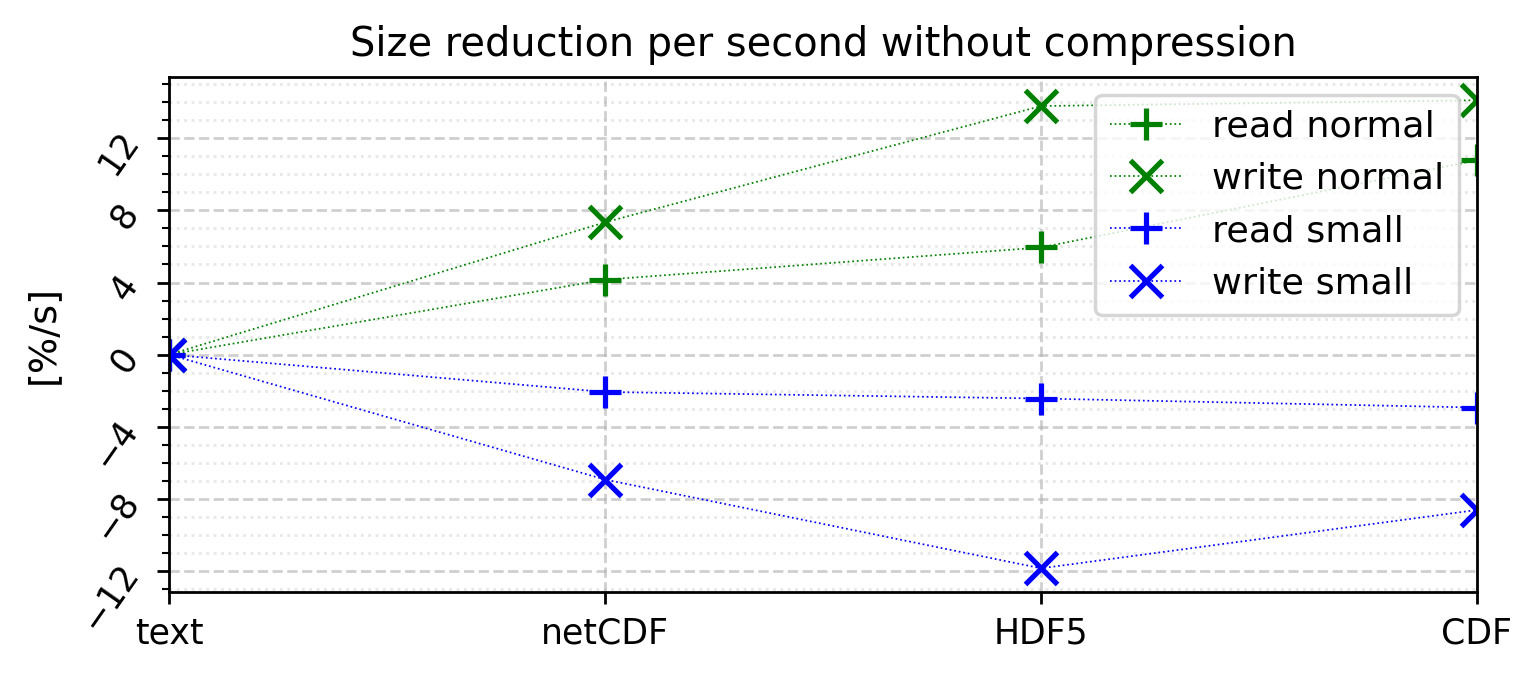 Size reduction per second without compression
[%/s]
12
8
4
0
−4
−8
−12
read normal
write normal
read small
write small
text
netCDF
HDF5
CDF